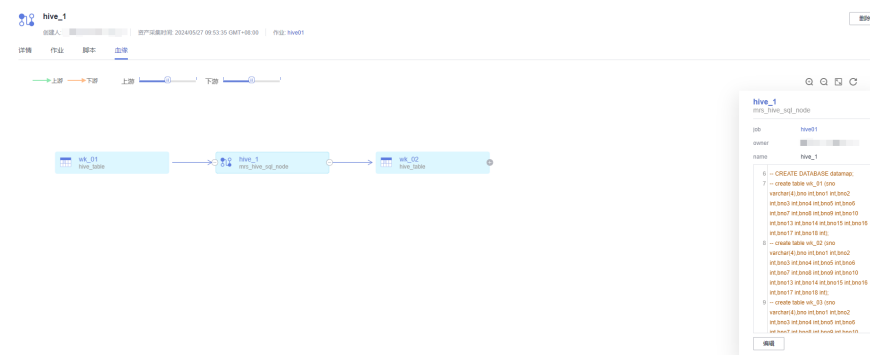 hive_1
删除
创建人:
资产采集时间: 2024/05/27 09:53:35 GMT+08:00
作业: hive01
详情 作业 脚本 血缘
上游 下游 上游 下游
hive_1
mrs_hive_sql_node
job hive01
owner
name hive_1
wk_01
hive_table
hive_1
mrs_hive_sql_node
wk_02
hive_table
6 -- CREATE DATABASE datamap;
7 -- create table wk_01 (sno
varchar(4),bno int,bno1 int,bno2
int,bno3 int,bno4 int,bno5 int,bno6
int,bno7 int,bno8 int,bno9 int,bno10
int,bno13 int,bno14 int,bno15 int,bno16
int,bno17 int,bno18 int);
8 -- create table wk_02 (sno
varchar(4),bno int,bno1 int,bno2
int,bno3 int,bno4 int,bno5 int,bno6
int,bno7 int,bno8 int,bno9 int,bno10
int,bno13 int,bno14 int,bno15 int,bno16
int,bno17 int,bno18 int);
9 -- create table wk_03 (sno
varchar(4),bno int,bno1 int,bno2
int,bno3 int,bno4 int,bno5 int,bno6
int,bno7 int,bno8 int,bno9 int,bno10
编辑